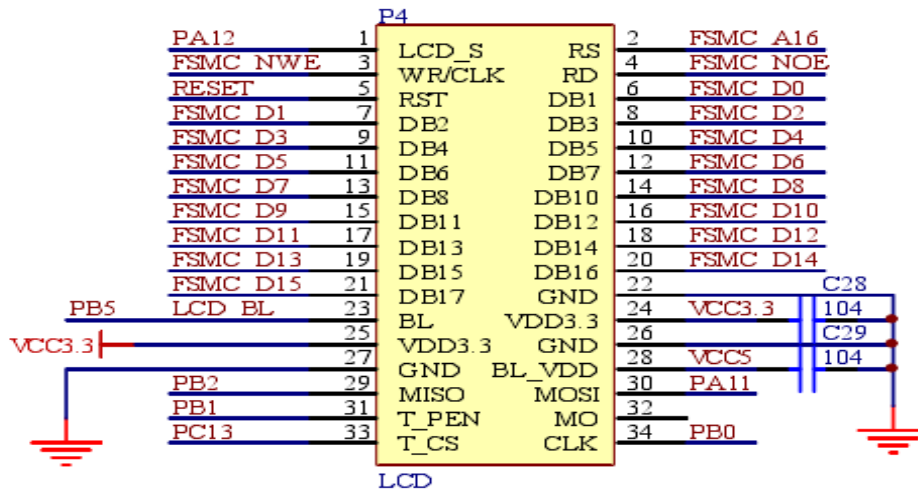 P4
PA12 1 LCD_S RS 2 FSMC_A16
FSMC_NWE 3 WR/CLK RD 4 FSMC_NOE
RESET 5 RST DB1 6 FSMC_D0
FSMC_D1 7 DB2 DB3 8 FSMC_D2
FSMC_D3 9 DB4 DB5 10 FSMC_D4
FSMC_D5 11 DB6 DB7 12 FSMC_D6
FSMC_D7 13 DB8 DB10 14 FSMC_D8
FSMC_D9 15 DB11 DB12 16 FSMC_D10
FSMC_D11 17 DB13 DB14 18 FSMC_D12
FSMC_D13 19 DB15 DB16 20 FSMC_D14
FSMC_D15 21 DB17 GND 22 C28
PB5 LCD_BL 23 BL VDD3.3 24 VCC3.3 104
VCC3.3 25 VDD3.3 GND 26 C29
27 GND BL_VDD 28 VCC5 104
PB2 29 MISO MOSI 30 PA11
PB1 31 T_PEN MO 32
PC13 33 T_CS CLK 34 PB0
LCD